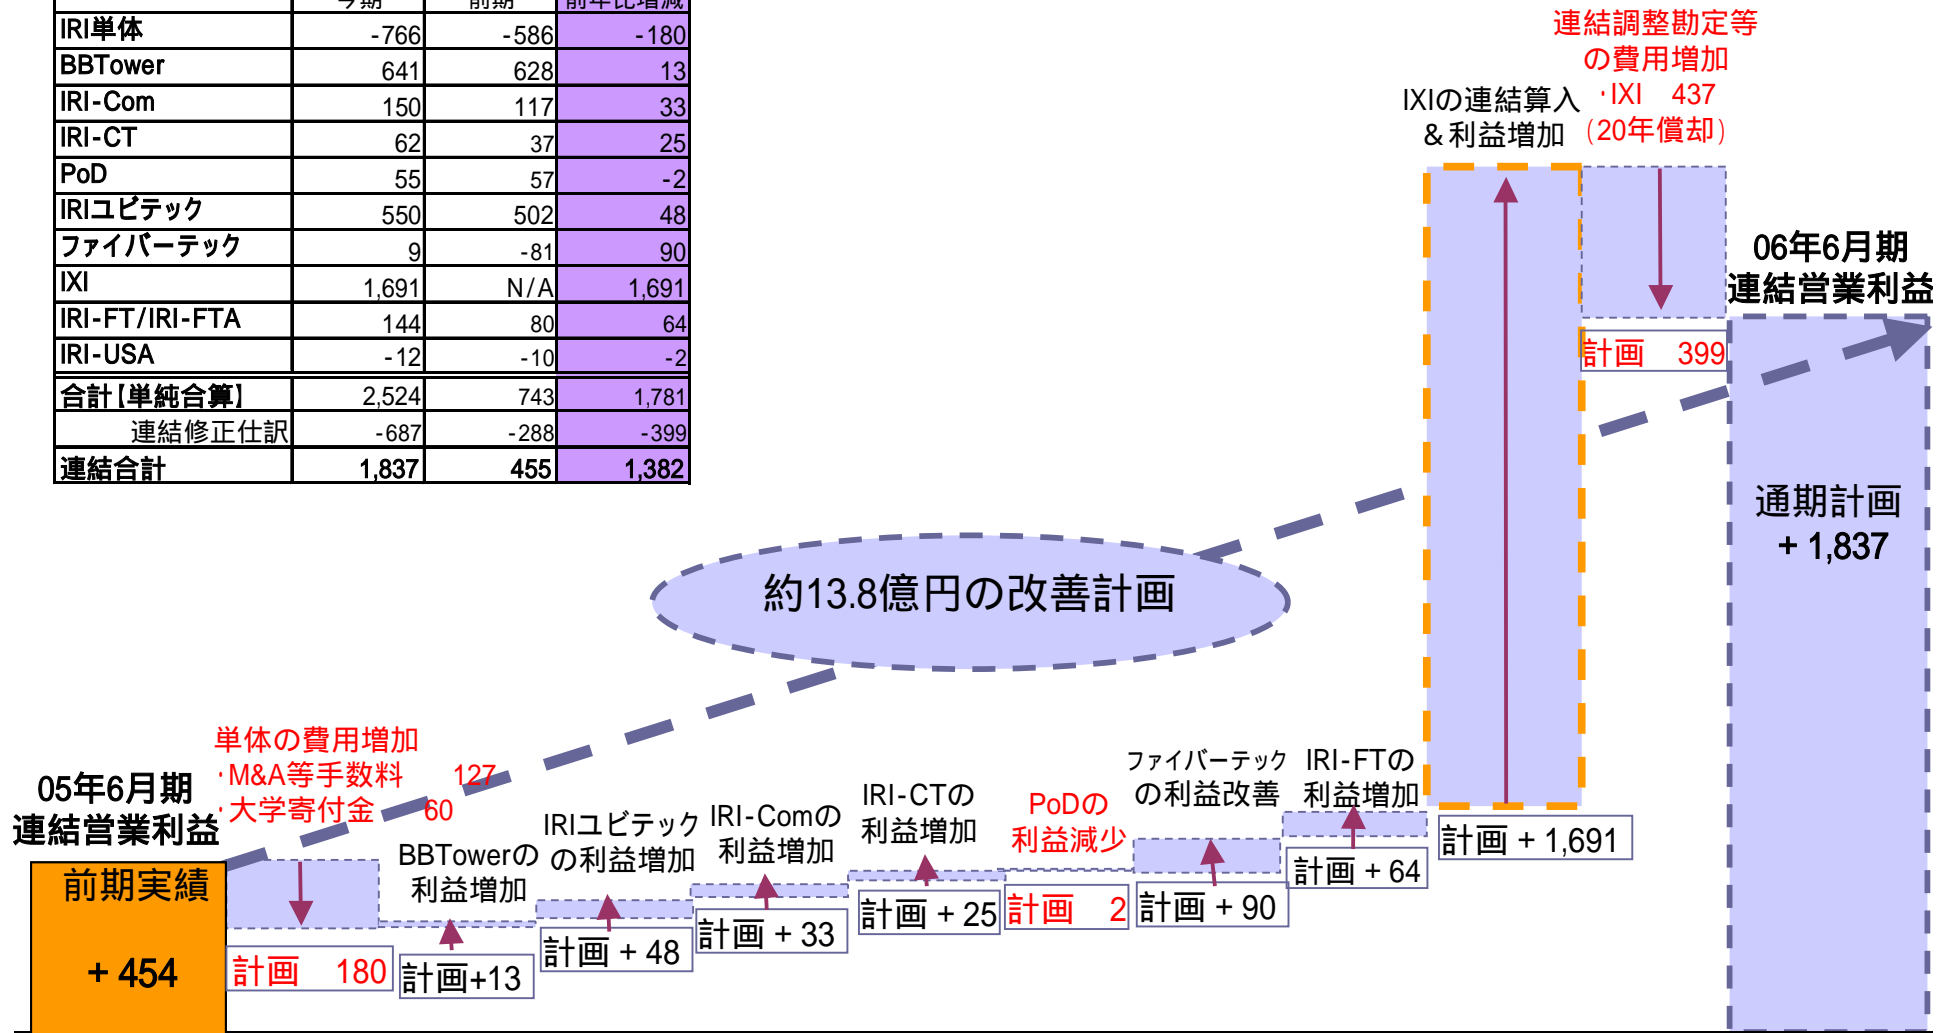 今期 前期 前年比増減
IRI単体 -766 -586 -180
BBTower 641 628 13
IRI-Com 150 117 33
IRI-CT 62 37 25
PoD 55 57 -2
IRIユビテック 550 502 48
ファイバーテック 9 -81 90
IXI 1,691 N/A 1,691
IRI-FT/IRI-FTA 144 80 64
IRI-USA -12 -10 -2
合計【単純合算】 2,524 743 1,781
連結修正仕訳 -687 -288 -399
連結合計 1,837 455 1,382
連結調整勘定等
の費用増加
・IXI 437
(20年償却)
IXIの連結算入
&利益増加
06年6月期
連結営業利益
計画 399
通期計画
+ 1,837
約13.8億円の改善計画
単体の費用増加
・M&A等手数料 127
・大学寄付金 60
05年6月期
連結営業利益
前期実績
+ 454
計画 180
BBTowerの
利益増加
計画+13
IRIユビテック
の利益増加
計画 + 48
IRI-Comの
利益増加
計画 + 33
IRI-CTの
利益増加
計画 + 25
PoDの
利益減少
計画 2
ファイバーテック
の利益改善
計画 + 90
IRI-FTの
利益増加
計画 + 64
計画 + 1,691